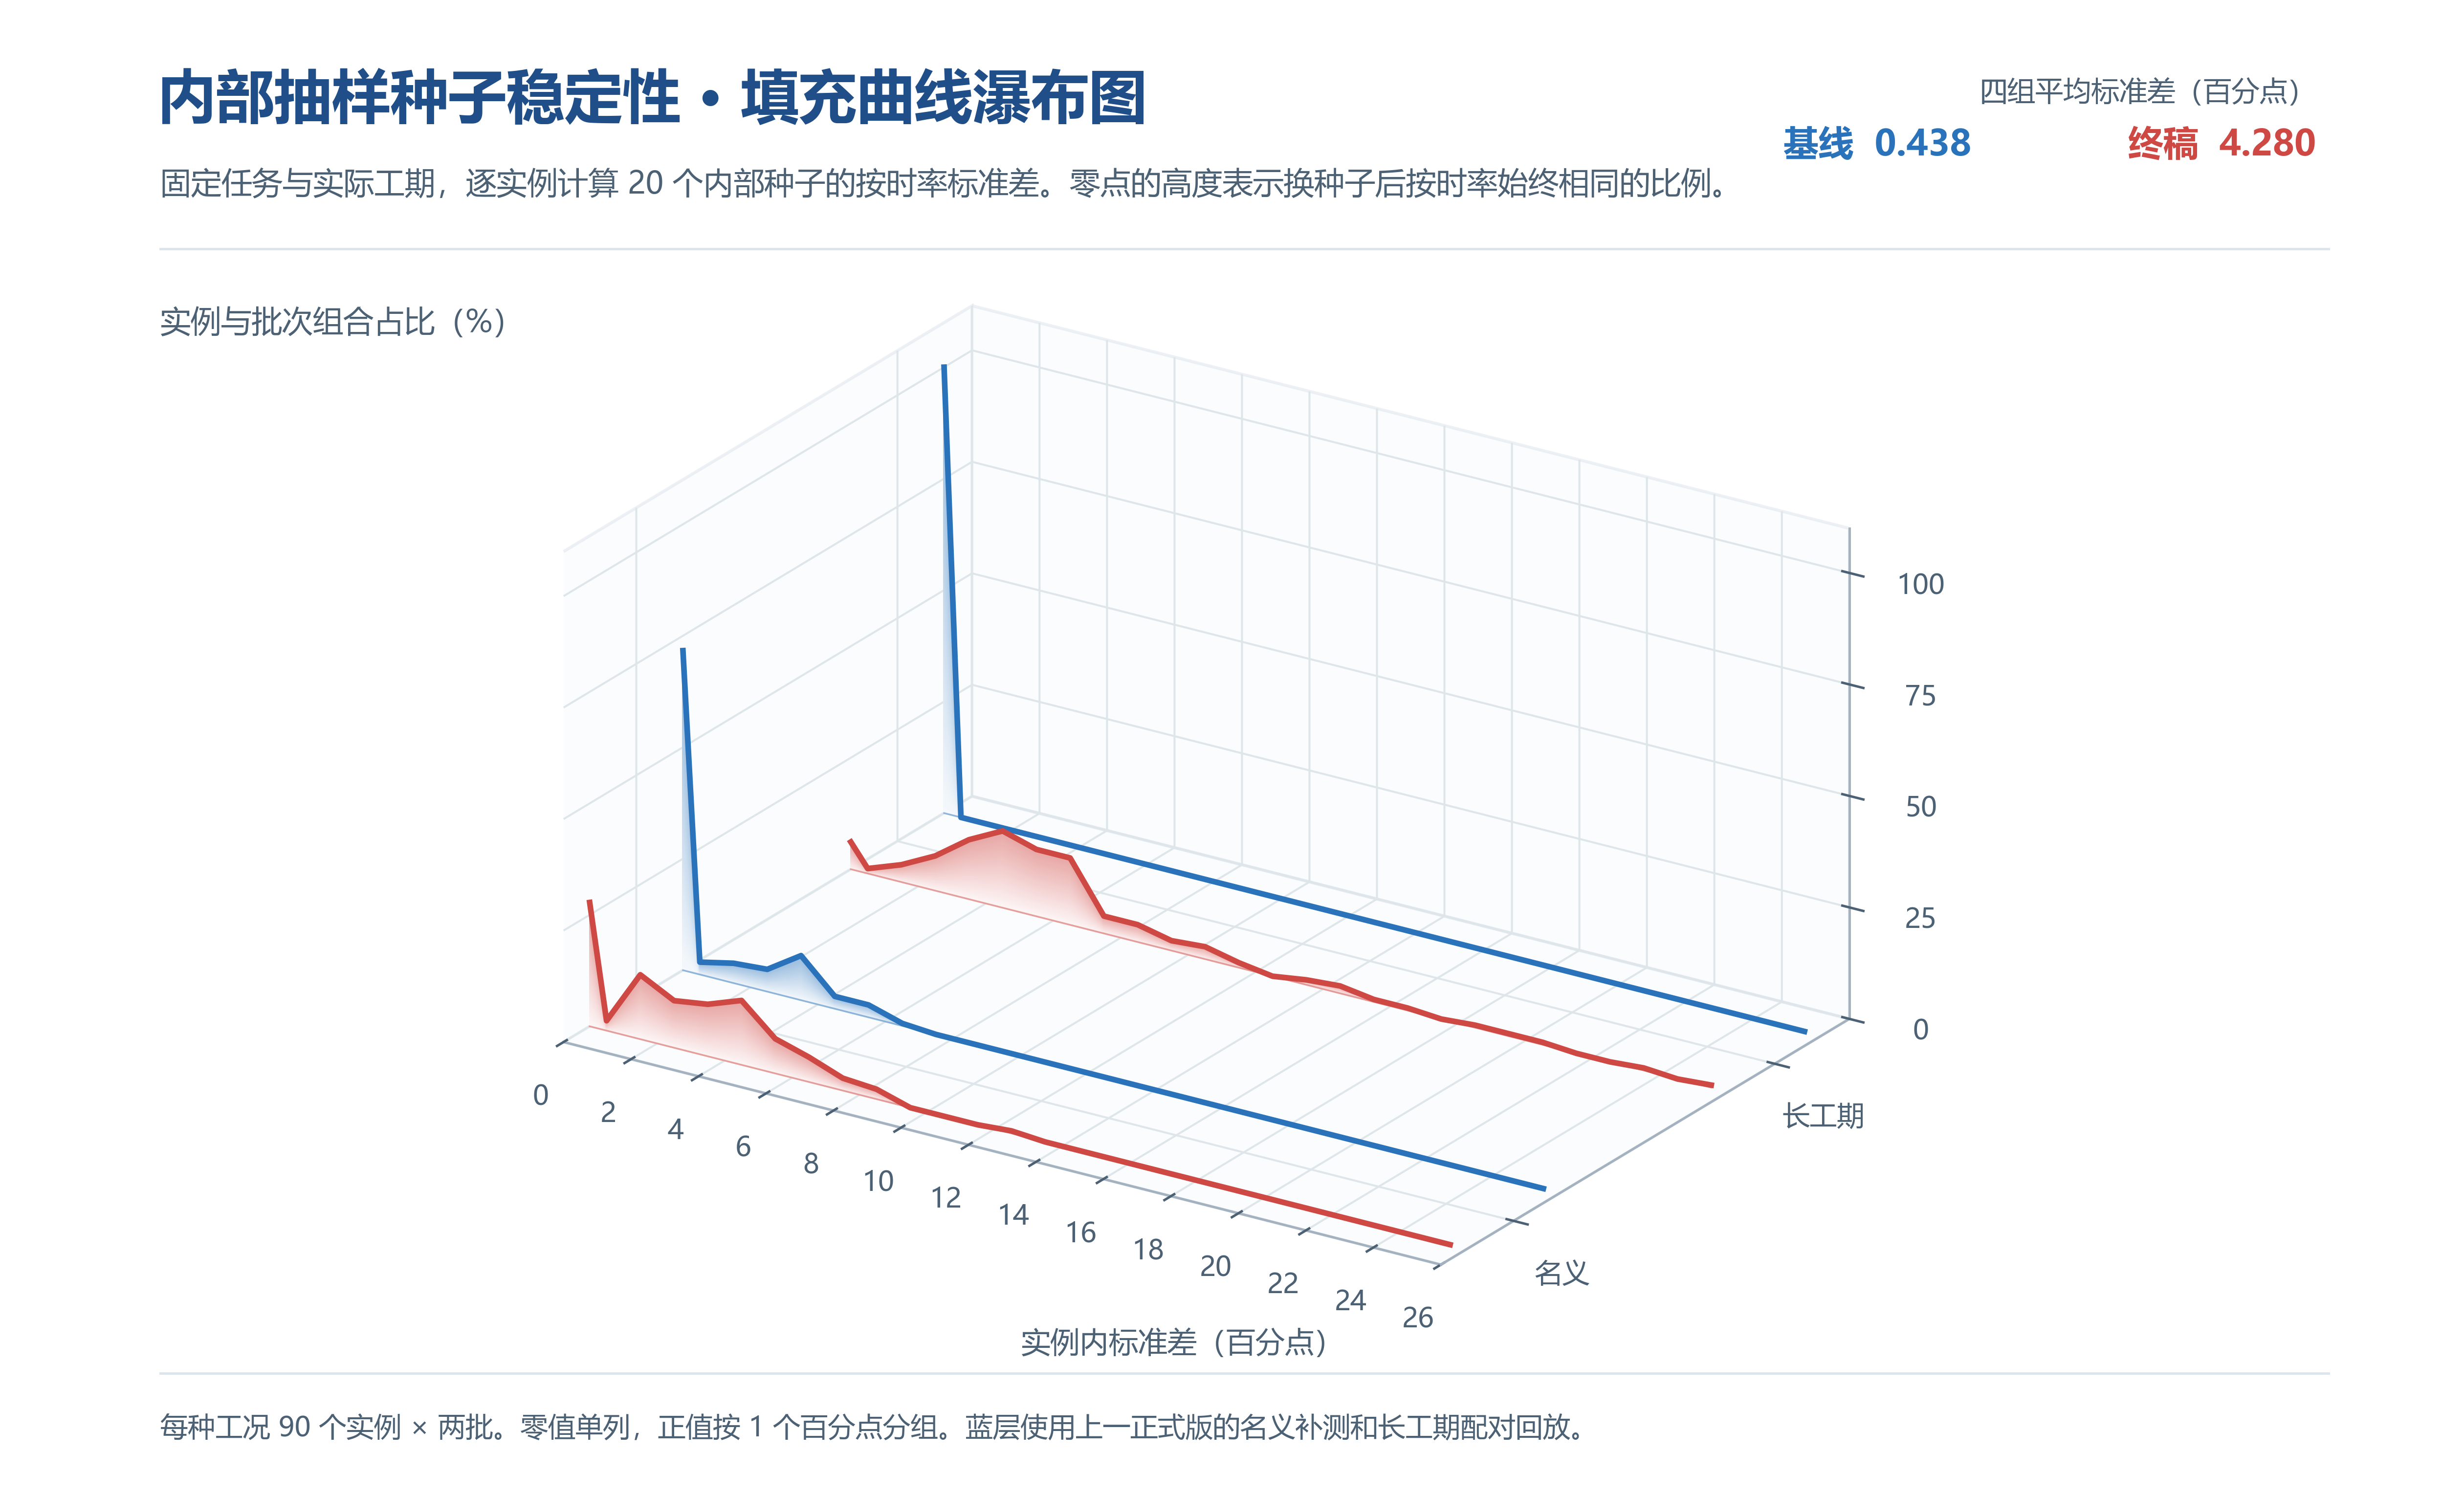 内部抽样种子稳定性 · 填充曲线瀑布图
四组平均标准差（百分点）
基线 0.438 终稿 4.280
固定任务与实际工期，逐实例计算 20 个内部种子的按时率标准差。零点的高度表示换种子后按时率始终相同的比例。
实例与批次组合占比（%）
100
75
50
25
0
长工期
名义
0
2
4
6
8
10
12
14
16
18
20
22
24
26
实例内标准差（百分点）
每种工况 90 个实例 × 两批。零值单列，正值按 1 个百分点分组。蓝层使用上一正式版的名义补测和长工期配对回放。